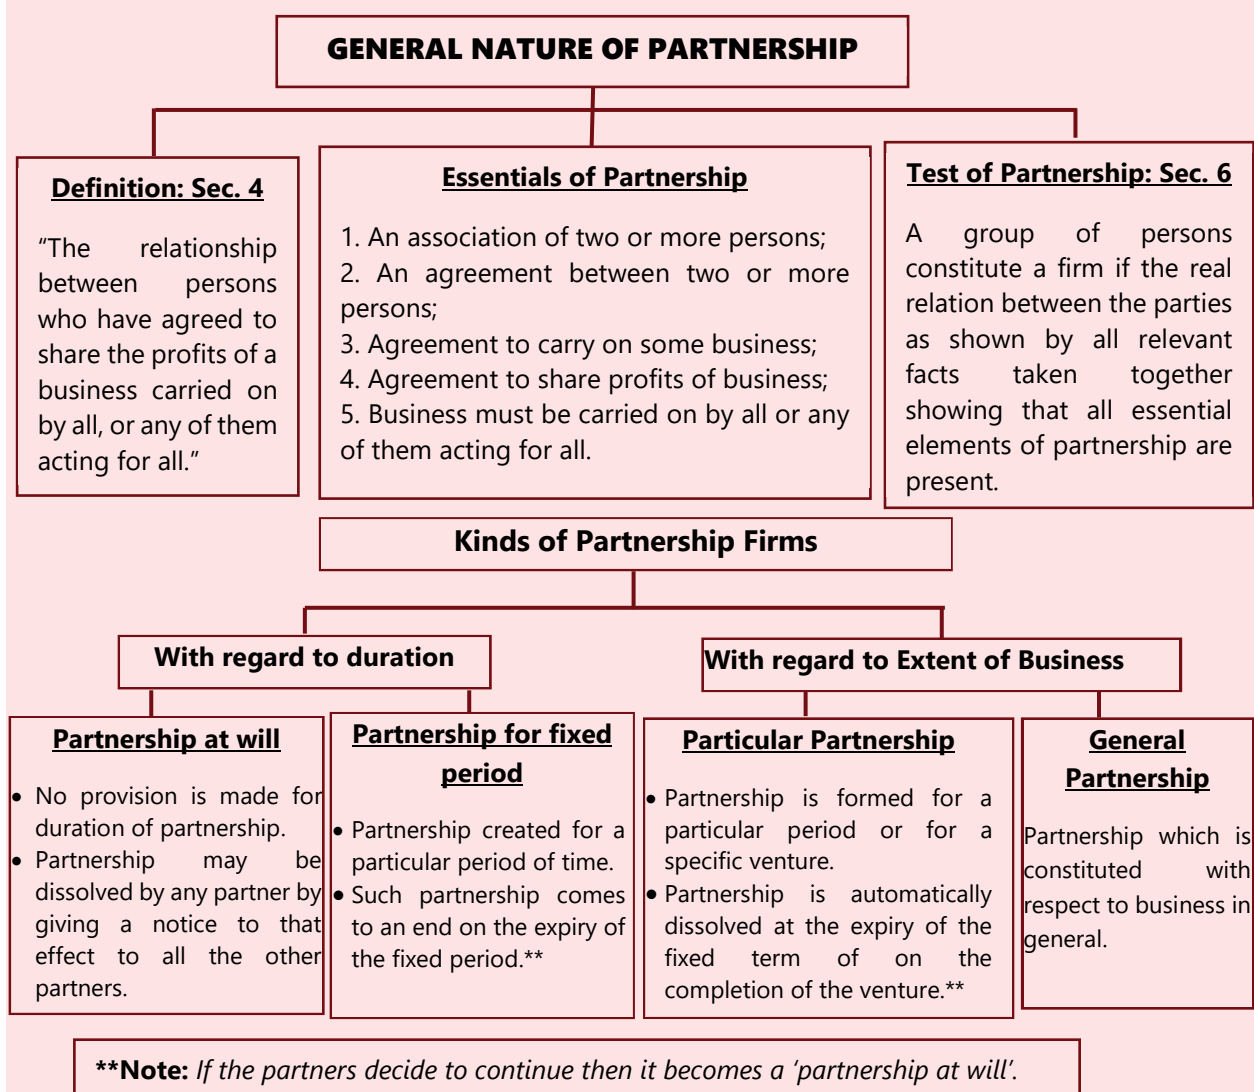 GENERAL NATURE OF PARTNERSHIP
Definition: Sec. 4
"The relationship
between persons
who have agreed to
share the profits of a
business carried on
by all, or any of them
acting for all."
Essentials of Partnership
1. An association of two or more persons;
2. An agreement between two or more
persons;
3. Agreement to carry on some business;
4. Agreement to share profits of business;
5. Business must be carried on by all or any
of them acting for all.
Test of Partnership: Sec. 6
A group of persons
constitute a firm if the real
relation between the parties
as shown by all relevant
facts taken together
showing that all essential
elements of partnership are
present.
Kinds of Partnership Firms
With regard to duration
With regard to Extent of Business
Partnership at will
• No provision is made for
duration of partnership.
• Partnership may be
dissolved by any partner by
giving a notice to that
effect to all the other
partners.
Partnership for fixed
period
• Partnership created for a
particular period of time.
• Such partnership comes
to an end on the expiry of
the fixed period.**
Particular Partnership
• Partnership is formed for a
particular period or for a
specific venture.
• Partnership is automatically
dissolved at the expiry of the
fixed term of on the
completion of the venture.**
General
Partnership
Partnership which is
constituted with
respect to business in
general.
**Note: If the partners decide to continue then it becomes a 'partnership at will'.